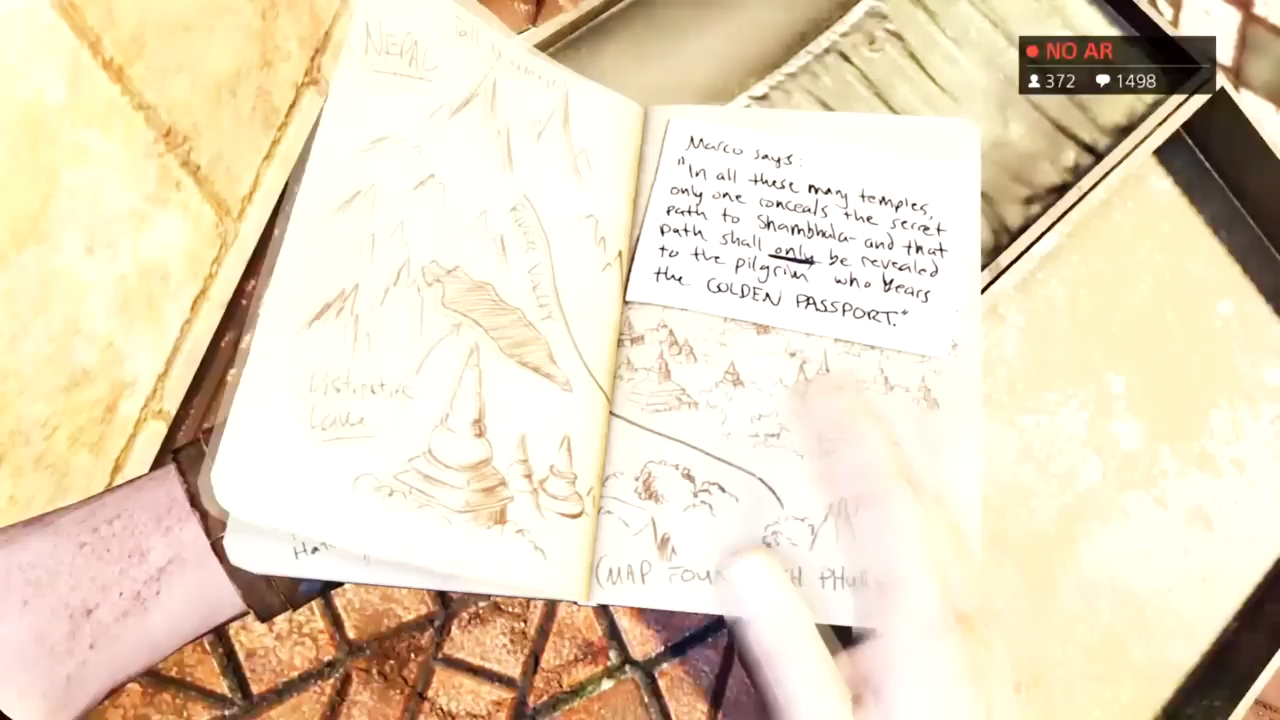 NEPAL
RIVER VALLEY
Distinctive
Lake
NO AR
372 1498
Marco says:
"In all these many temples,
only one conceals the secret
path to Shambhala- and that
path shall only be revealed
to the pilgrim who bears
the GOLDEN PASSPORT."
(MAP